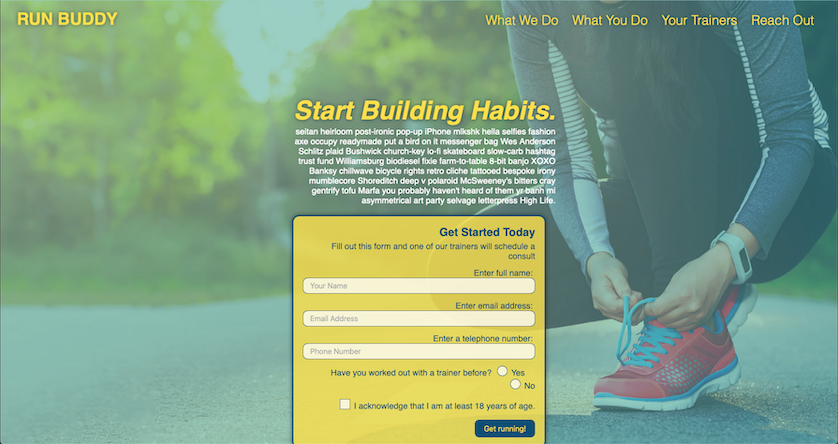 RUN BUDDY
What We Do What You Do Your Trainers Reach Out
Start Building Habits.
seitan heirloom post-ironic pop-up iPhone mlkshk hella selfies fashion
axe occupy readymade put a bird on it messenger bag Wes Anderson
Schlitz plaid Bushwick church-key lo-fi skateboard slow-carb hashtag
trust fund Williamsburg biodiesel fixie farm-to-table 8-bit banjo XOXO
Banksy chillwave bicycle rights retro cliche tattooed bespoke irony
mumblecore Shoreditch deep v polaroid McSweeney's bitters cray
gentrify tofu Marfa you probably haven't heard of them yr banh mi
asymmetrical art party selvage letterpress High Life.
Get Started Today
Fill out this form and one of our trainers will schedule a
consult
Enter full name:
Your Name
Enter email address:
Email Address
Enter a telephone number:
Phone Number
Have you worked out with a trainer before? Yes
No
I acknowledge that I am at least 18 years of age.
Get running!